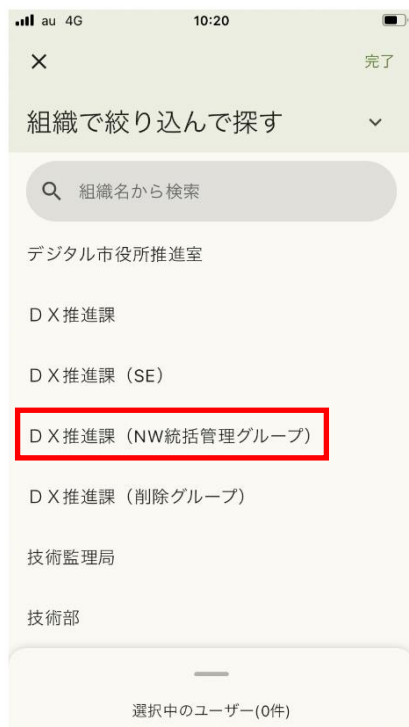 au 4G 10:20
× 完了
組織で絞り込んで探す
組織名から検索
デジタル市役所推進室
ＤＸ推進課
ＤＸ推進課（SE）
ＤＸ推進課（NW統括管理グループ）
ＤＸ推進課（削除グループ）
技術監理局
技術部
選択中のユーザー(0件)